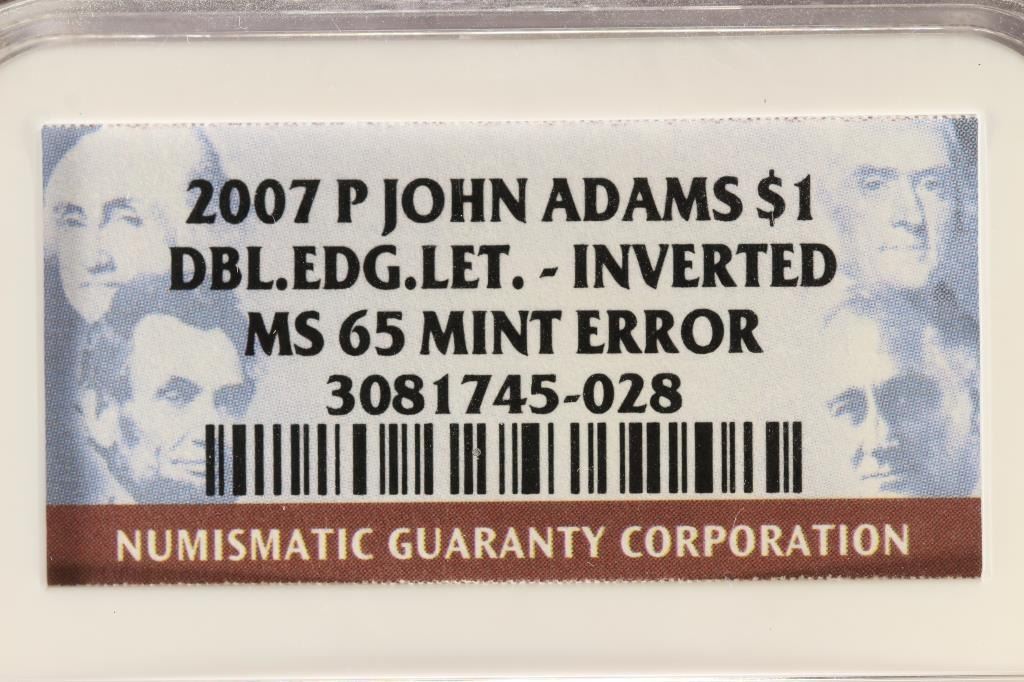 2007 P JOHN ADAMS $1
DBL.EDG.LET. - INVERTED
MS 65 MINT ERROR
3081745-028
NUMISMATIC GUARANTY CORPORATION